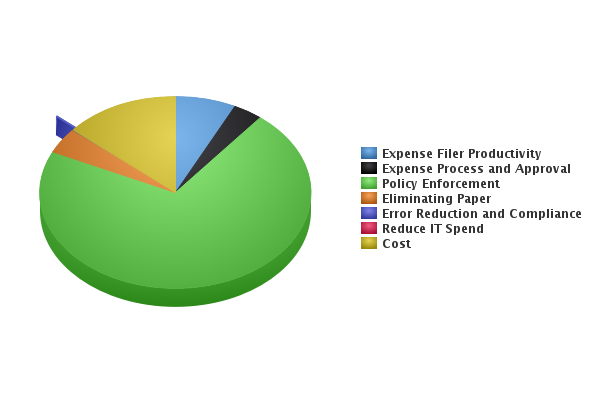 Expense Filer Productivity
Expense Process and Approval
Policy Enforcement
Eliminating Paper
Error Reduction and Compliance
Reduce IT Spend
Cost